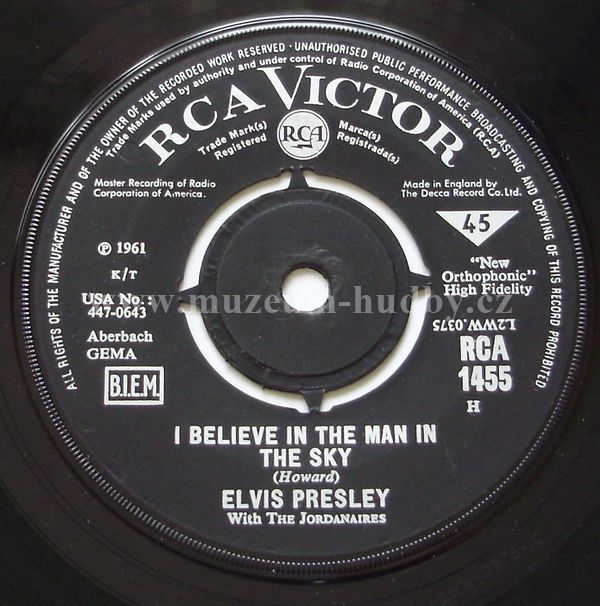 ALL RIGHTS OF THE MANUFACTURER AND OF THE OWNER OF THE RECORDED WORK RESERVED · UNAUTHORISED PUBLIC PERFORMANCE BROADCASTING AND COPYING OF THIS RECORD PROHIBITED.
Trade Marks used by authority and under control of Radio Corporation of America (R.C.A)
RCA VICTOR
Trade Mark(s)
Registered
RCA
Marca(s)
Registrada(s)
Master Recording of Radio
Corporation of America.
Made in England by
The Decca Record Co. Ltd.
45
℗ 1961
K/T
USA No.:
447-0643
Aberbach
GEMA
B.I.E.M.
"New
Orthophonic"
High Fidelity
L2WW.0375
RCA
1455
H
www.muzeum-hudby.cz
I BELIEVE IN THE MAN IN
THE SKY
(Howard)
ELVIS PRESLEY
With THE JORDANAIRES